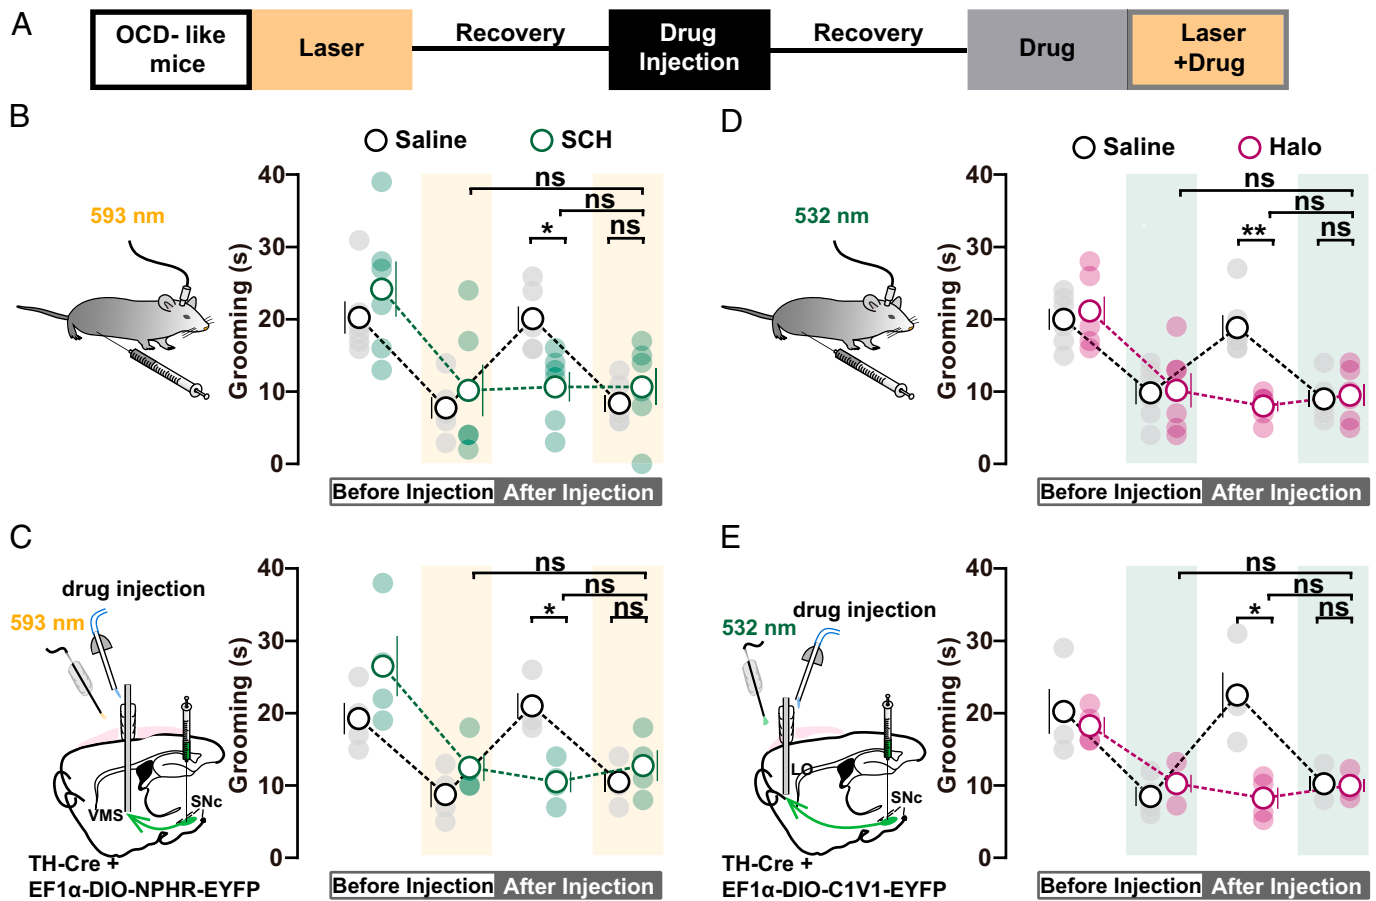 A
OCD- like
mice
Laser
Recovery
Drug
Injection
Recovery
Drug
Laser
+Drug
B
593 nm
Saline
SCH
Grooming (s)
40
30
20
10
0
ns
ns
*
ns
Before Injection
After Injection
D
532 nm
Saline
Halo
Grooming (s)
40
30
20
10
0
ns
ns
**
ns
Before Injection
After Injection
C
drug injection
593 nm
VMS
SNc
TH-Cre +
EF1α-DIO-NPHR-EYFP
Grooming (s)
40
30
20
10
0
ns
ns
*
ns
Before Injection
After Injection
E
drug injection
532 nm
LO
SNc
TH-Cre +
EF1α-DIO-C1V1-EYFP
Grooming (s)
40
30
20
10
0
ns
ns
*
ns
Before Injection
After Injection